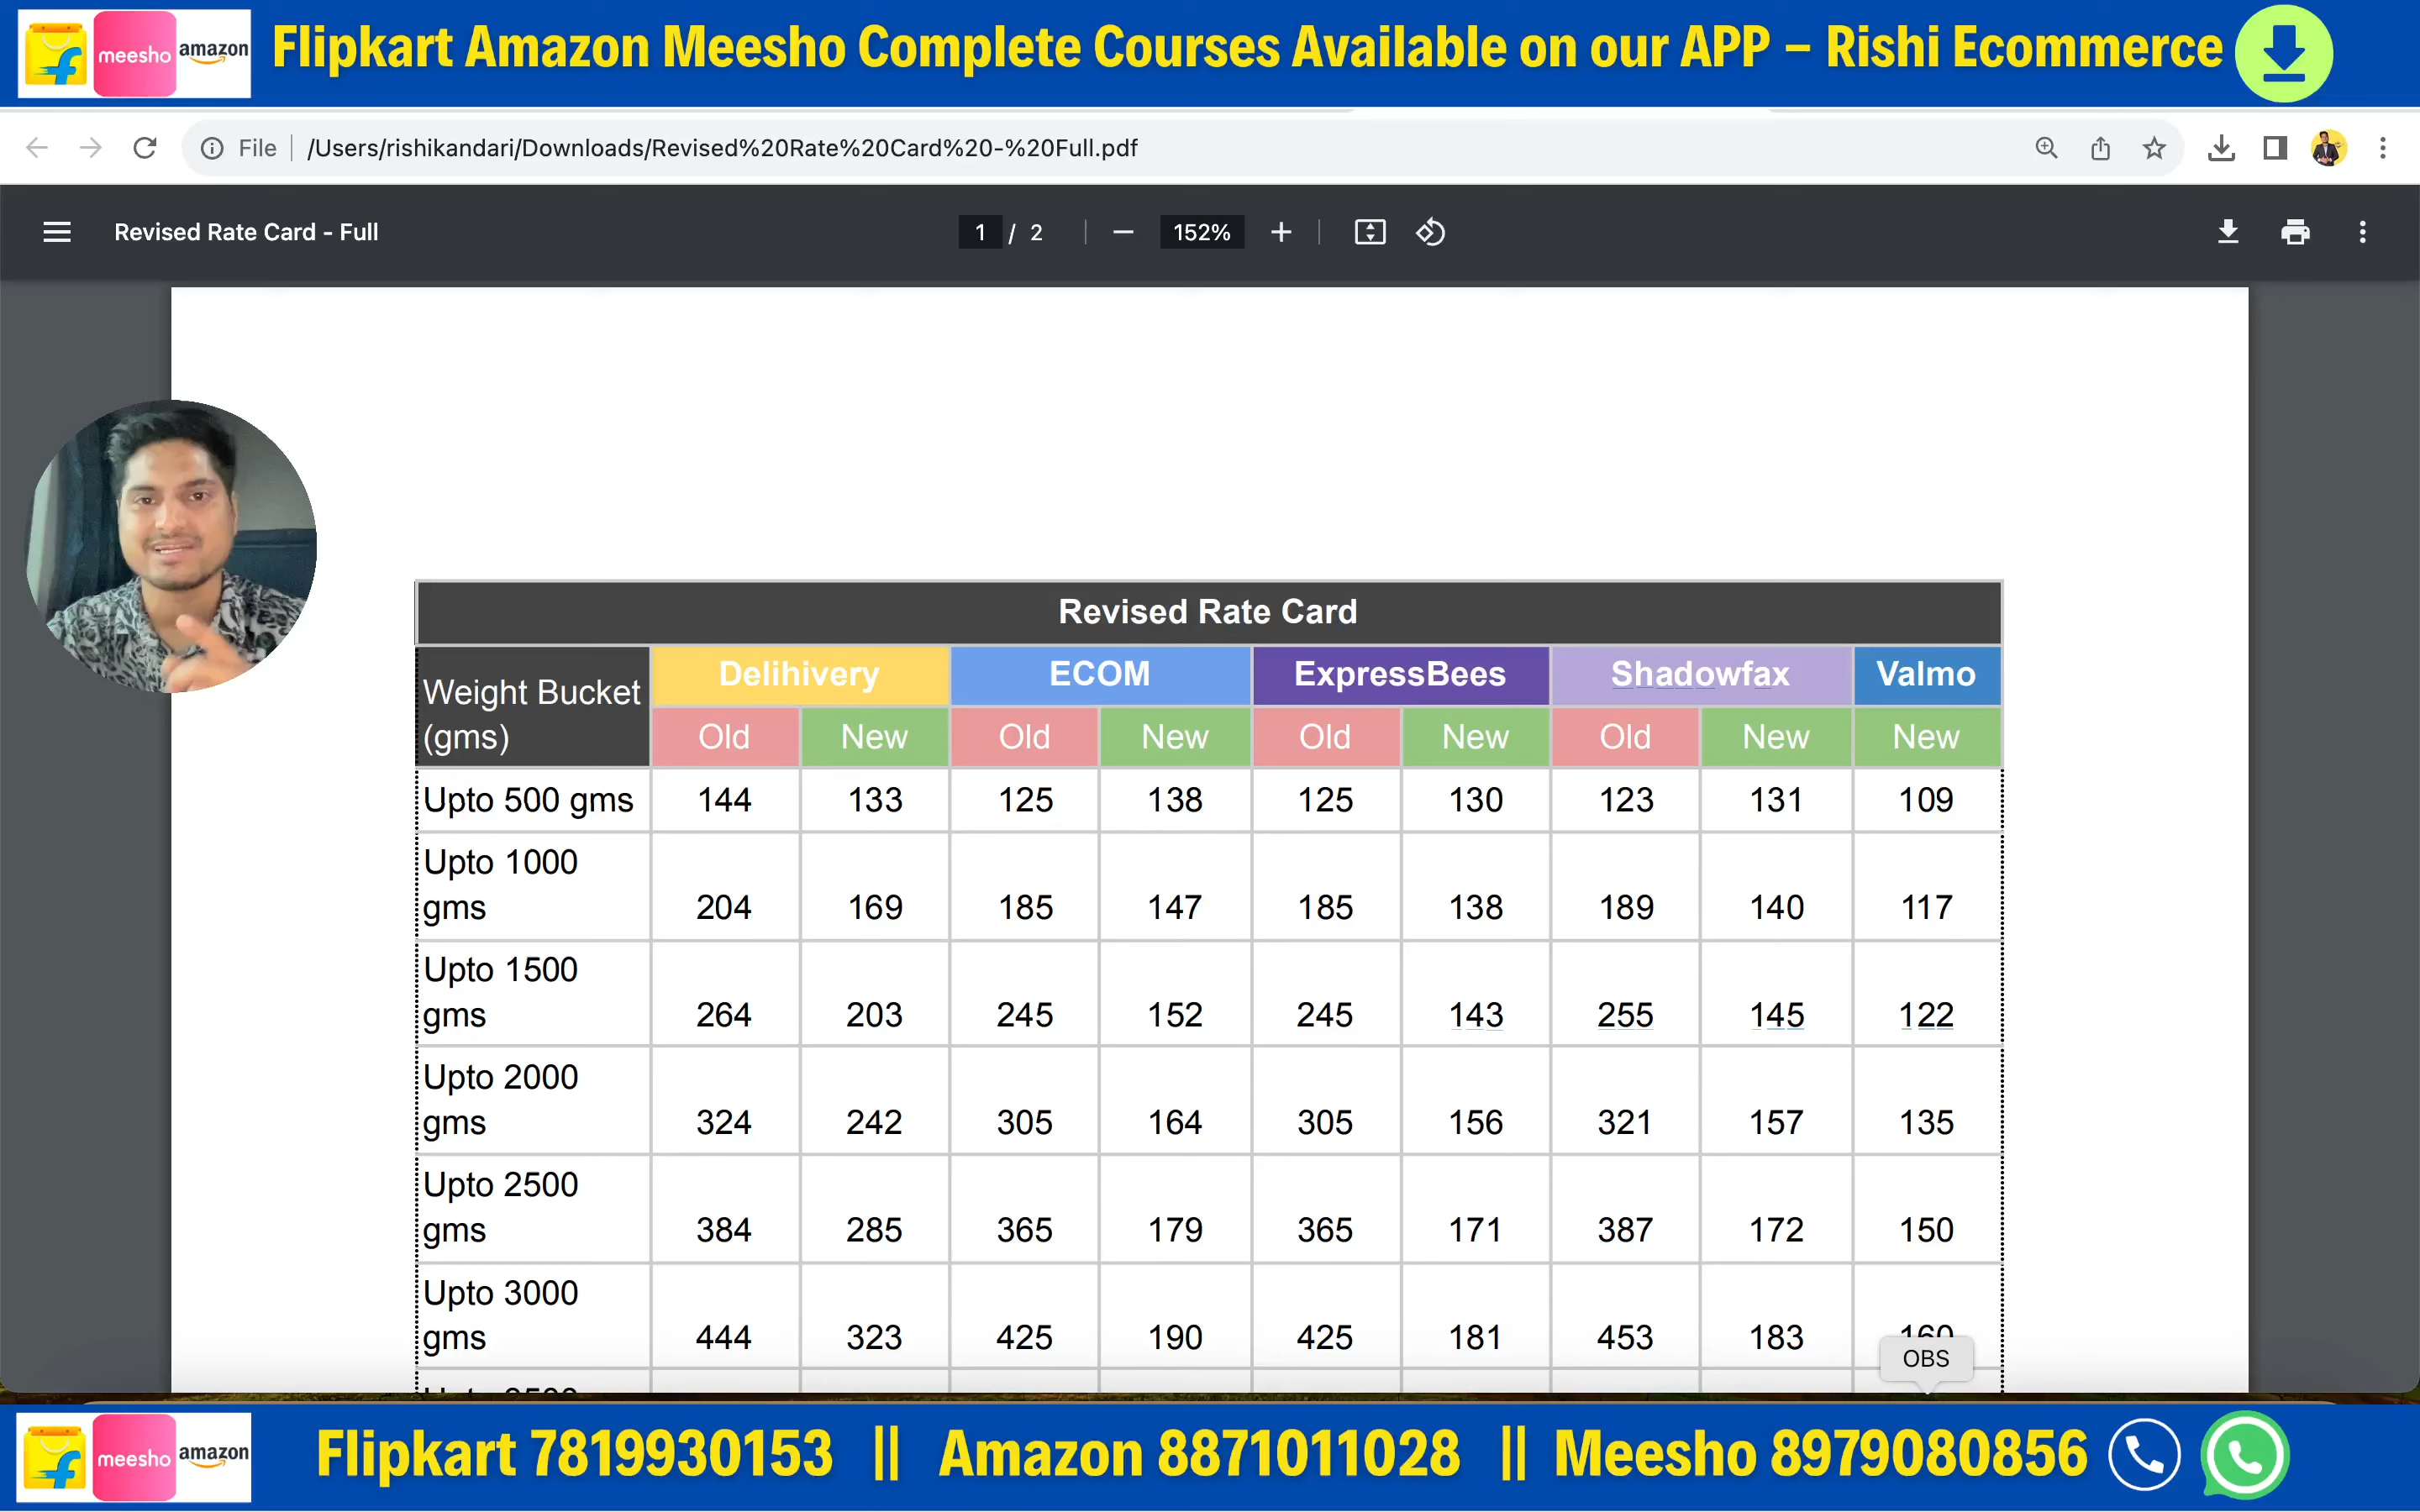 meesho amazon Flipkart Amazon Meesho Complete Courses Available on our APP – Rishi Ecommerce
File /Users/rishikandari/Downloads/Revised%20Rate%20Card%20-%20Full.pdf
Revised Rate Card - Full 1 / 2 152%
Revised Rate Card
Weight Bucket (gms) Delihivery ECOM ExpressBees Shadowfax Valmo
Old New Old New Old New Old New New
Upto 500 gms 144 133 125 138 125 130 123 131 109
Upto 1000 gms 204 169 185 147 185 138 189 140 117
Upto 1500 gms 264 203 245 152 245 143 255 145 122
Upto 2000 gms 324 242 305 164 305 156 321 157 135
Upto 2500 gms 384 285 365 179 365 171 387 172 150
Upto 3000 gms 444 323 425 190 425 181 453 183 160
OBS
meesho amazon Flipkart 7819930153 || Amazon 8871011028 || Meesho 8979080856